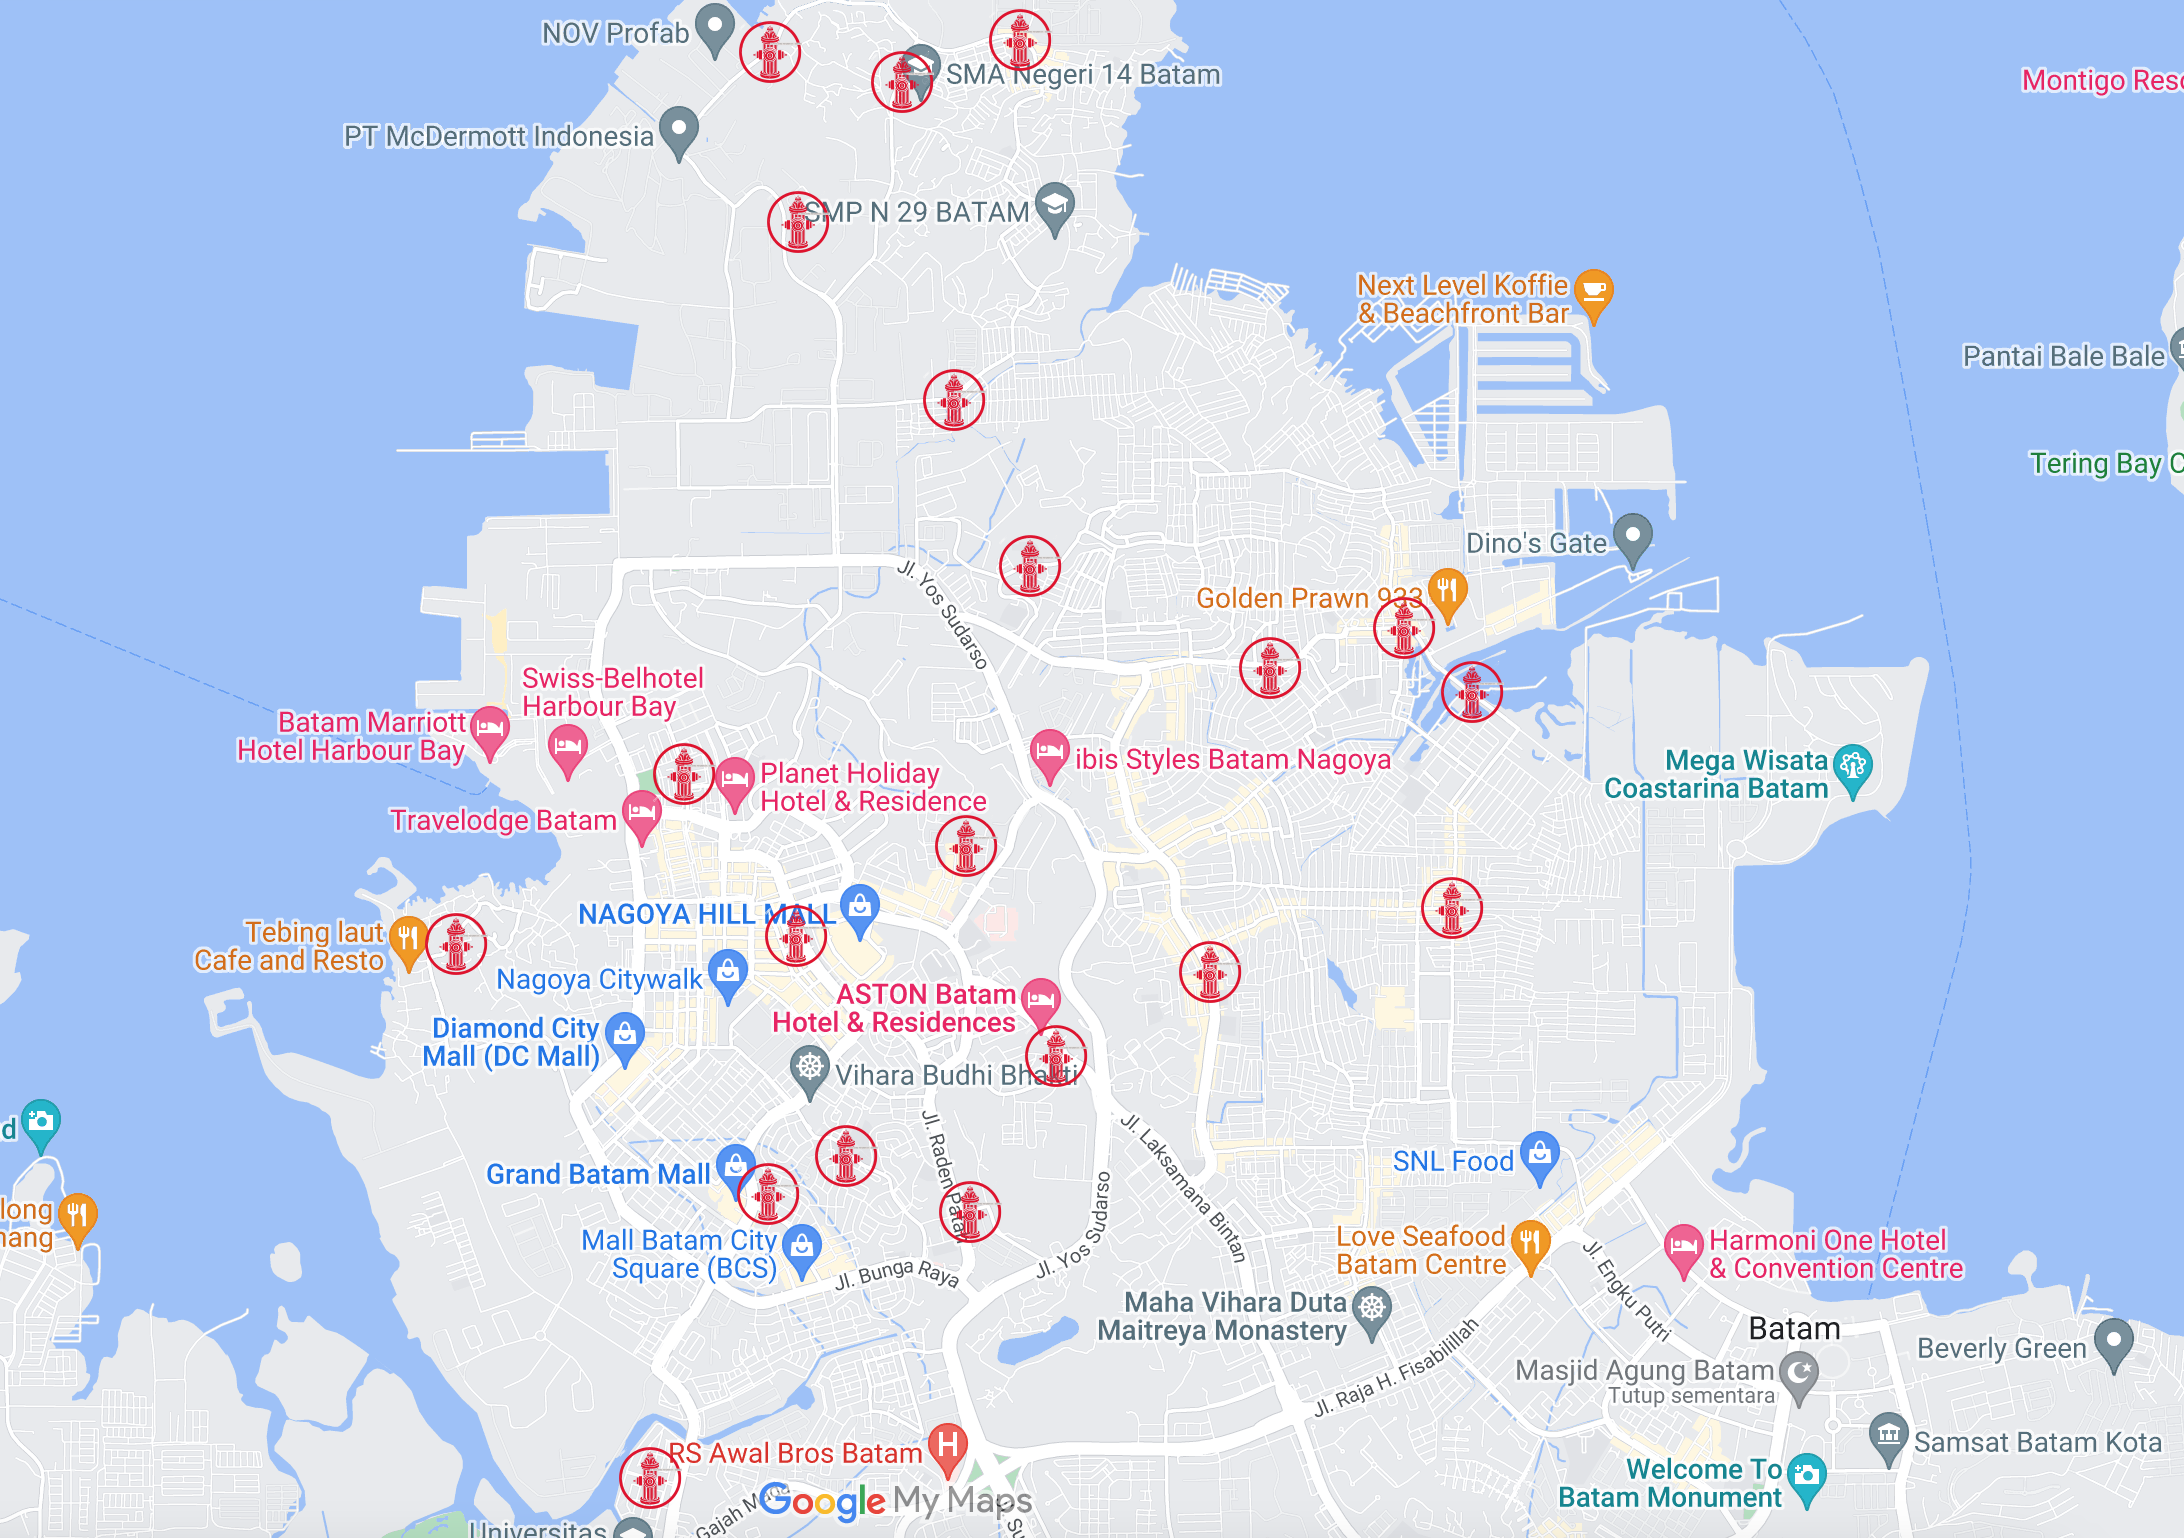 NOV Profab
SMA Negeri 14 Batam
Montigo Res
PT McDermott Indonesia
SMP N 29 BATAM
Next Level Koffie
& Beachfront Bar
Pantai Bale Bale
Tering Bay
Jl. Yos Sudarso
Dino's Gate
Golden Prawn 933
Swiss-Belhotel
Harbour Bay
Batam Marriott
Hotel Harbour Bay
ibis Styles Batam Nagoya
Mega Wisata
Coastarina Batam
Planet Holiday
Hotel & Residence
Travelodge Batam
NAGOYA HILL MALL
Tebing laut
Cafe and Resto
Nagoya Citywalk
ASTON Batam
Hotel & Residences
Diamond City
Mall (DC Mall)
Vihara Budhi Bhakti
d
Jl. Raden Patah
Jl. Laksamana Bintan
Grand Batam Mall
SNL Food
long
nang
Jl. Yos Sudarso
Mall Batam City
Square (BCS)
Jl. Bunga Raya
Love Seafood
Batam Centre
Jl. Engku Putri
Harmoni One Hotel
& Convention Centre
Maha Vihara Duta
Maitreya Monastery
Batam
Beverly Green
Jl. Raja H. Fisabilillah
Masjid Agung Batam
Tutup sementara
RS Awal Bros Batam
Samsat Batam Kota
Welcome To
Batam Monument
Google My Maps
Gajah Mada
Universitas